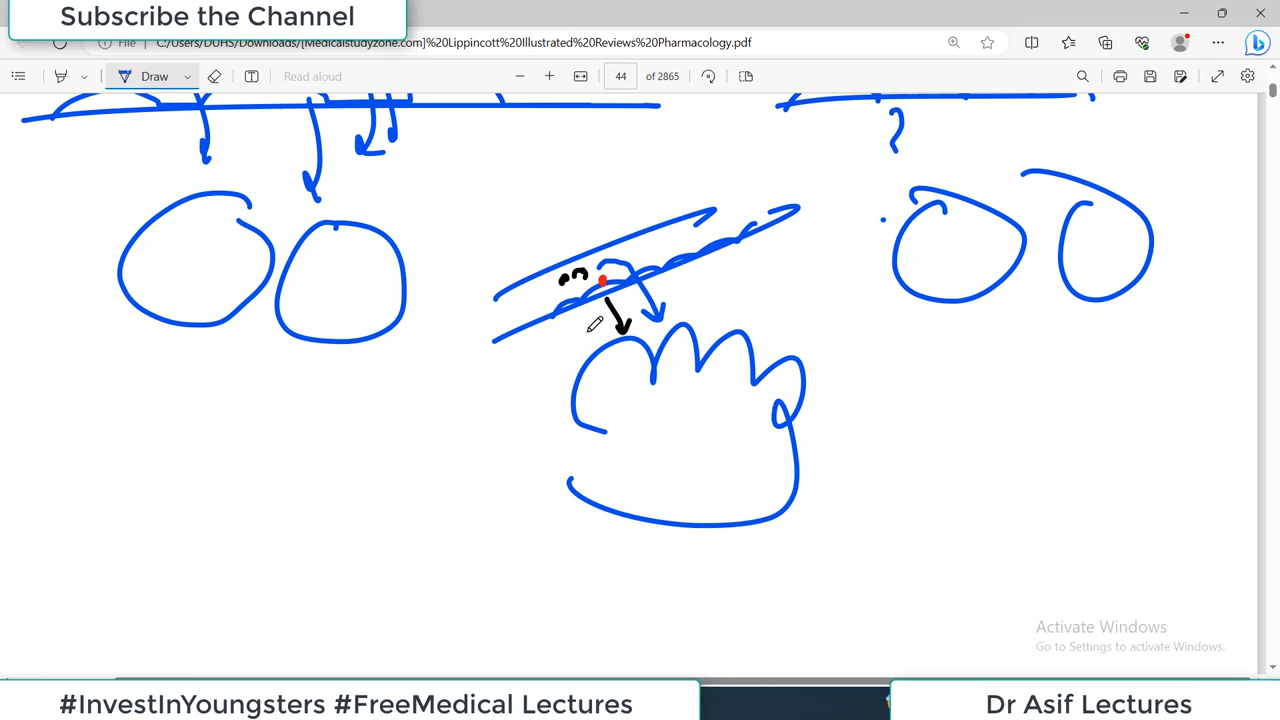 Subscribe the Channel
File C:/Users/DUHS/Downloads/[Medicalstudyzone.com]%20Lippincott%20Illustrated%20Reviews%20Pharmacology.pdf
Draw
Read aloud
44 of 2865
?
Activate Windows
Go to Settings to activate Windows.
#InvestInYoungsters #FreeMedical Lectures
Dr Asif Lectures